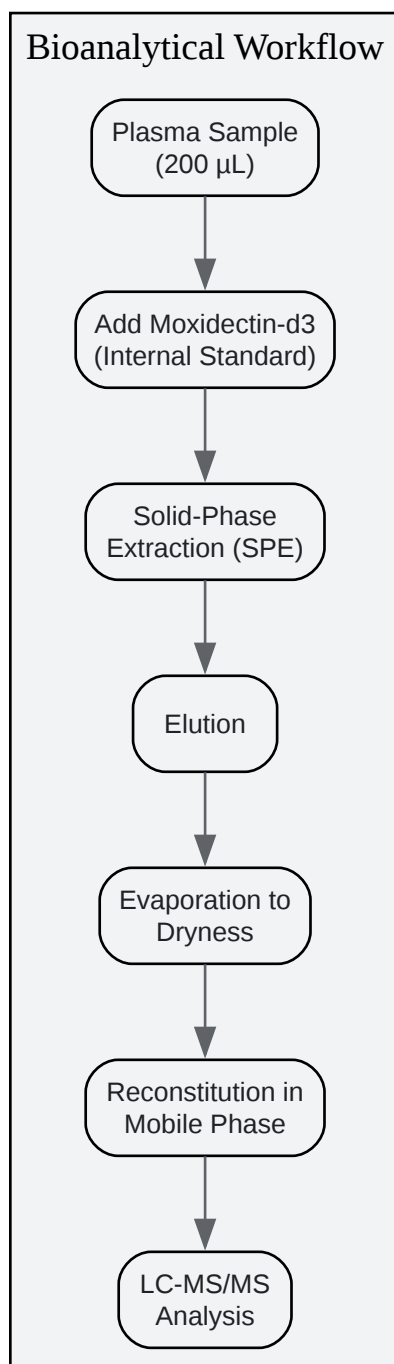 Bioanalytical Workflow
Plasma Sample
(200 µL)
Add Moxidectin-d3
(Internal Standard)
Solid-Phase
Extraction (SPE)
Elution
Evaporation to
Dryness
Reconstitution in
Mobile Phase
LC-MS/MS
Analysis